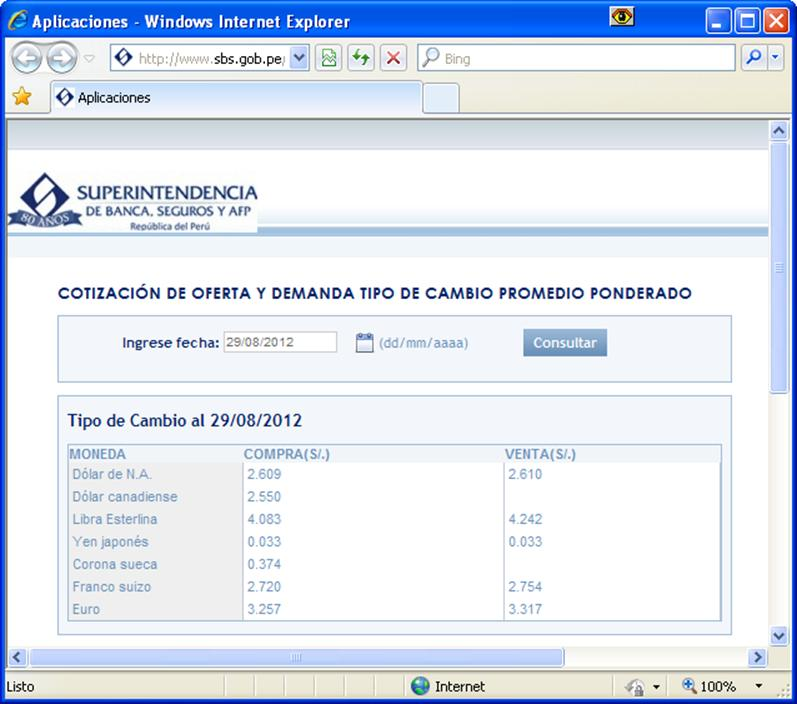 Aplicaciones - Windows Internet Explorer
http://www.sbs.gob.pe/
Bing
Aplicaciones
80 AÑOS
SUPERINTENDENCIA
DE BANCA, SEGUROS Y AFP
República del Perú
COTIZACIÓN DE OFERTA Y DEMANDA TIPO DE CAMBIO PROMEDIO PONDERADO
Ingrese fecha: 29/08/2012 (dd/mm/aaaa) Consultar
Tipo de Cambio al 29/08/2012
MONEDA COMPRA(S/.) VENTA(S/.)
Dólar de N.A. 2.609 2.610
Dólar canadiense 2.550
Libra Esterlina 4.083 4.242
Yen japonés 0.033 0.033
Corona sueca 0.374
Franco suizo 2.720 2.754
Euro 3.257 3.317
Listo Internet 100%